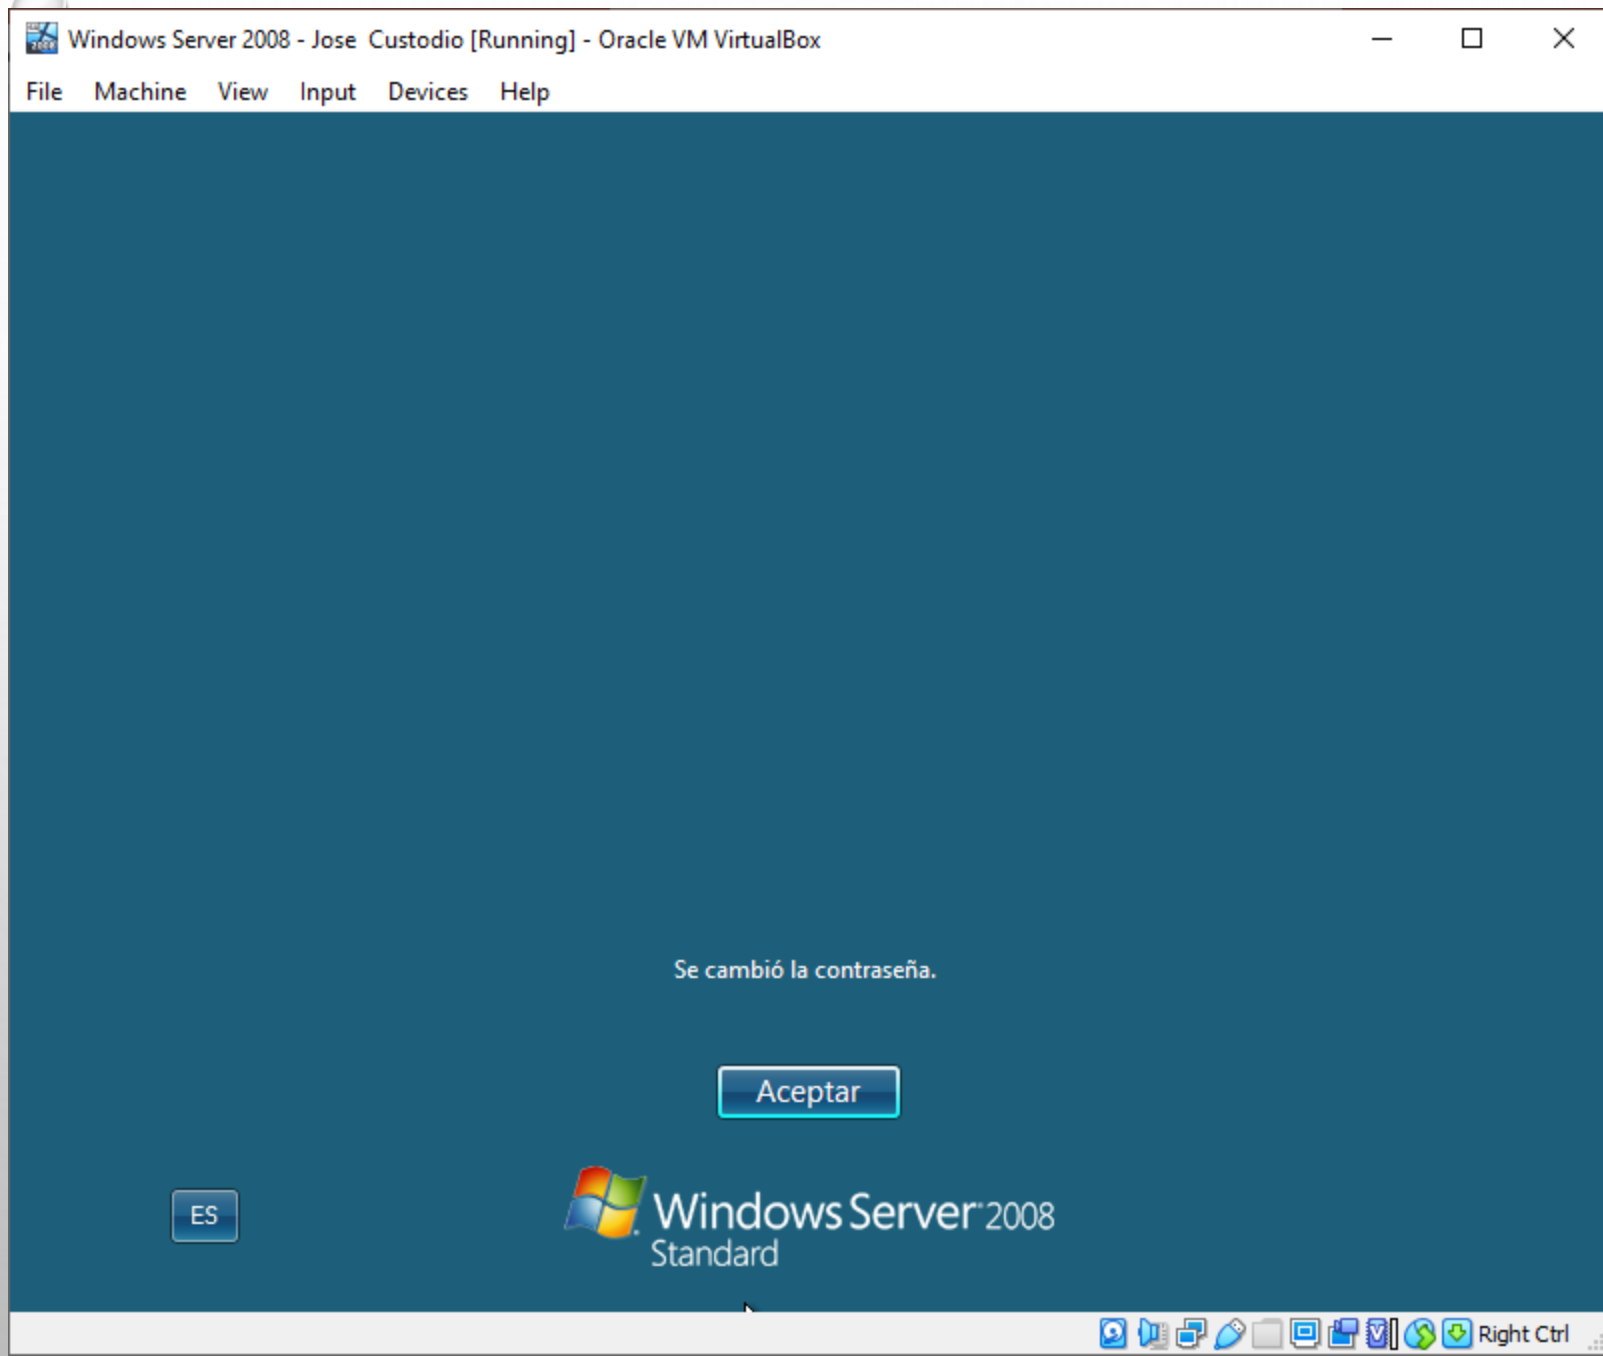 Windows Server 2008 - Jose  Custodio [Running] - Oracle VM VirtualBox
File Machine View Input Devices Help
Se cambió la contraseña.
Aceptar
ES
Windows Server 2008
Standard
Right Ctrl